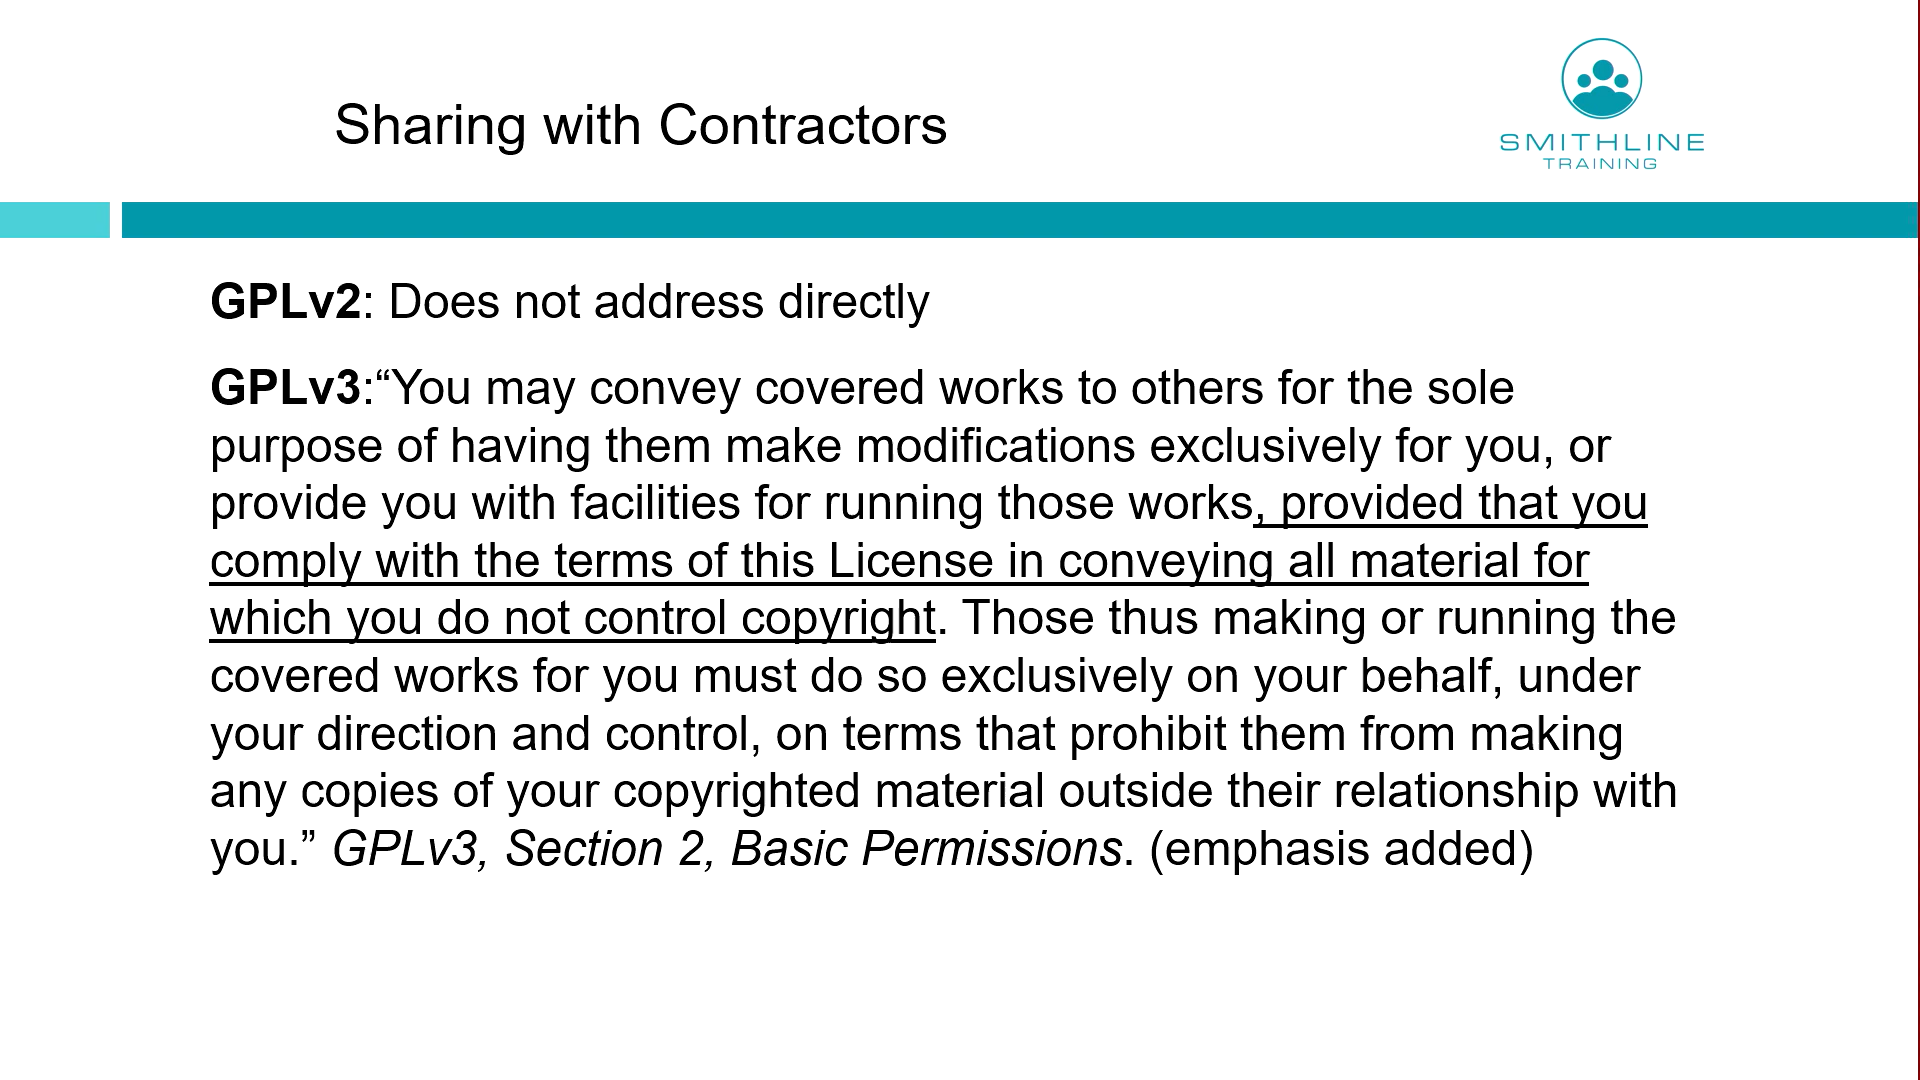 Sharing with Contractors
SMITHLINE
TRAINING
GPLv2: Does not address directly
GPLv3:“You may convey covered works to others for the sole
purpose of having them make modifications exclusively for you, or
provide you with facilities for running those works, provided that you
comply with the terms of this License in conveying all material for
which you do not control copyright. Those thus making or running the
covered works for you must do so exclusively on your behalf, under
your direction and control, on terms that prohibit them from making
any copies of your copyrighted material outside their relationship with
you.” GPLv3, Section 2, Basic Permissions. (emphasis added)